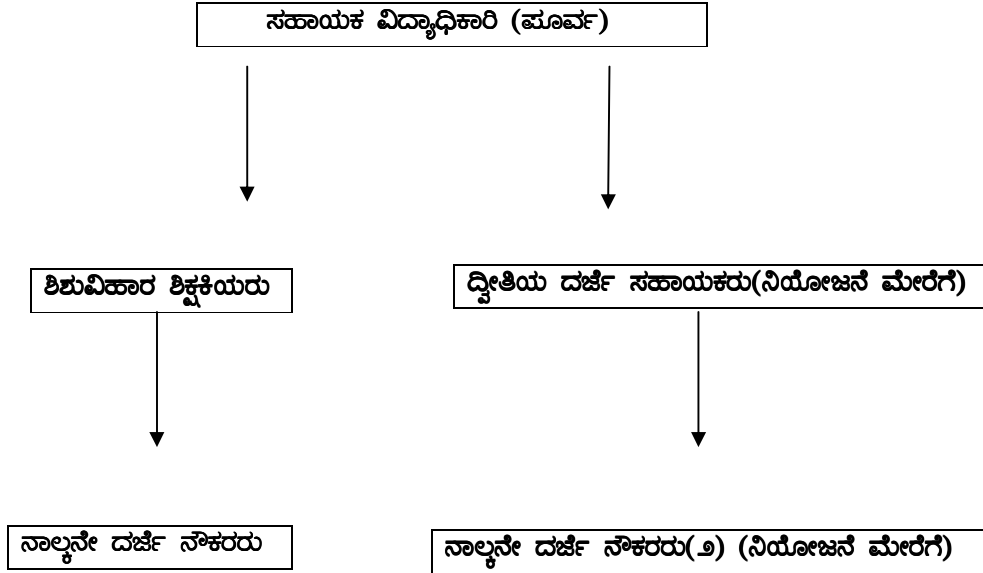 ಸಹಾಯಕ ವಿದ್ಯಾಧಿಕಾರಿ (ಪೂರ್ವ)
ಶಿಶುವಿಹಾರ ಶಿಕ್ಷಕಿಯರು
ದ್ವೀತಿಯ ದರ್ಜೆ ಸಹಾಯಕರು(ನಿಯೋಜನೆ ಮೇರೆಗೆ)
ನಾಲ್ಕನೇ ದರ್ಜೆ ನೌಕರರು
ನಾಲ್ಕನೇ ದರ್ಜೆ ನೌಕರರು(೨) (ನಿಯೋಜನೆ ಮೇರೆಗೆ)